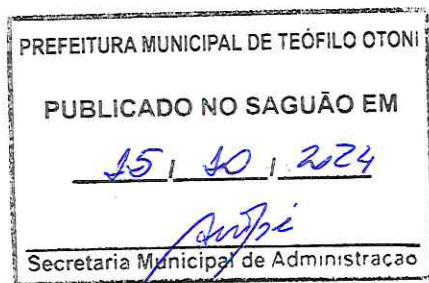 PREFEITURA MUNICIPAL DE TEÓFILO OTONI
PUBLICADO NO SAGUÃO EM
15 / 10 / 2024
Secretaria Municipal de Administração